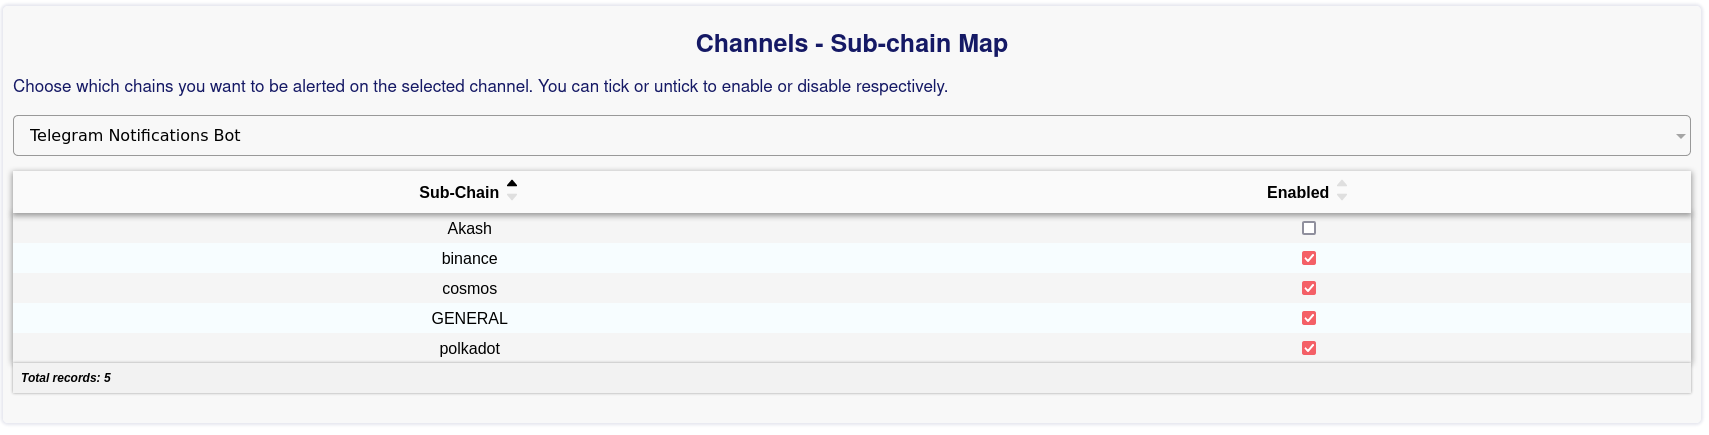 Channels - Sub-chain Map
Choose which chains you want to be alerted on the selected channel. You can tick or untick to enable or disable respectively.
Telegram Notifications Bot
Sub-Chain Enabled
Akash
binance
cosmos
GENERAL
polkadot
Total records: 5